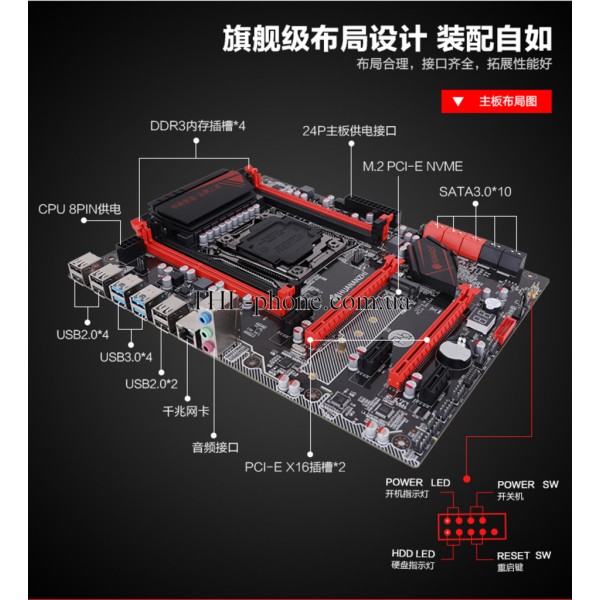 旗舰级布局设计 装配自如
布局合理,接口齐全,拓展性能好
▼ 主板布局图
DDR3内存插槽*4
24P主板供电接口
M.2 PCI-E NVME
SATA3.0*10
CPU 8PIN供电
HUANANZHI
THL-phone.com.ua
USB2.0*4
USB3.0*4
USB2.0*2
千兆网卡
音频接口
PCI-E X16插槽*2
POWER LED
开机指示灯
POWER SW
开关机
HDD LED
硬盘指示灯
RESET SW
重启键